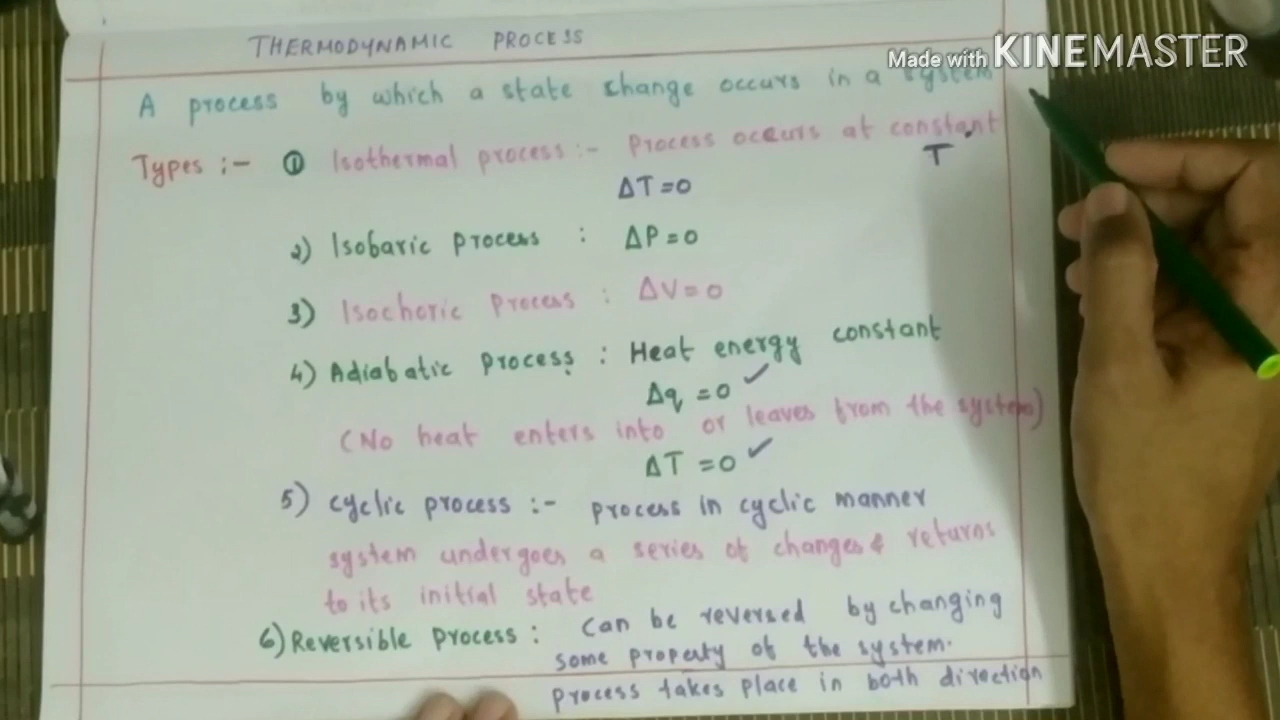 THERMODYNAMIC PROCESS
Made with KINEMASTER
A process by which a state change occurs in a system
Types :- ① Isothermal process :- Process occurs at constant T
ΔT = 0
2) Isobaric process : ΔP = 0
3) Isochoric process : ΔV = 0
4) Adiabatic process : Heat energy constant
Δq = 0 ✓
(No heat enters into or leaves from the system)
ΔT = 0 ✓
5) cyclic process :- process in cyclic manner
system undergoes a series of changes & returns
to its initial state
6) Reversible process : can be reversed by changing
some property of the system.
process takes place in both direction